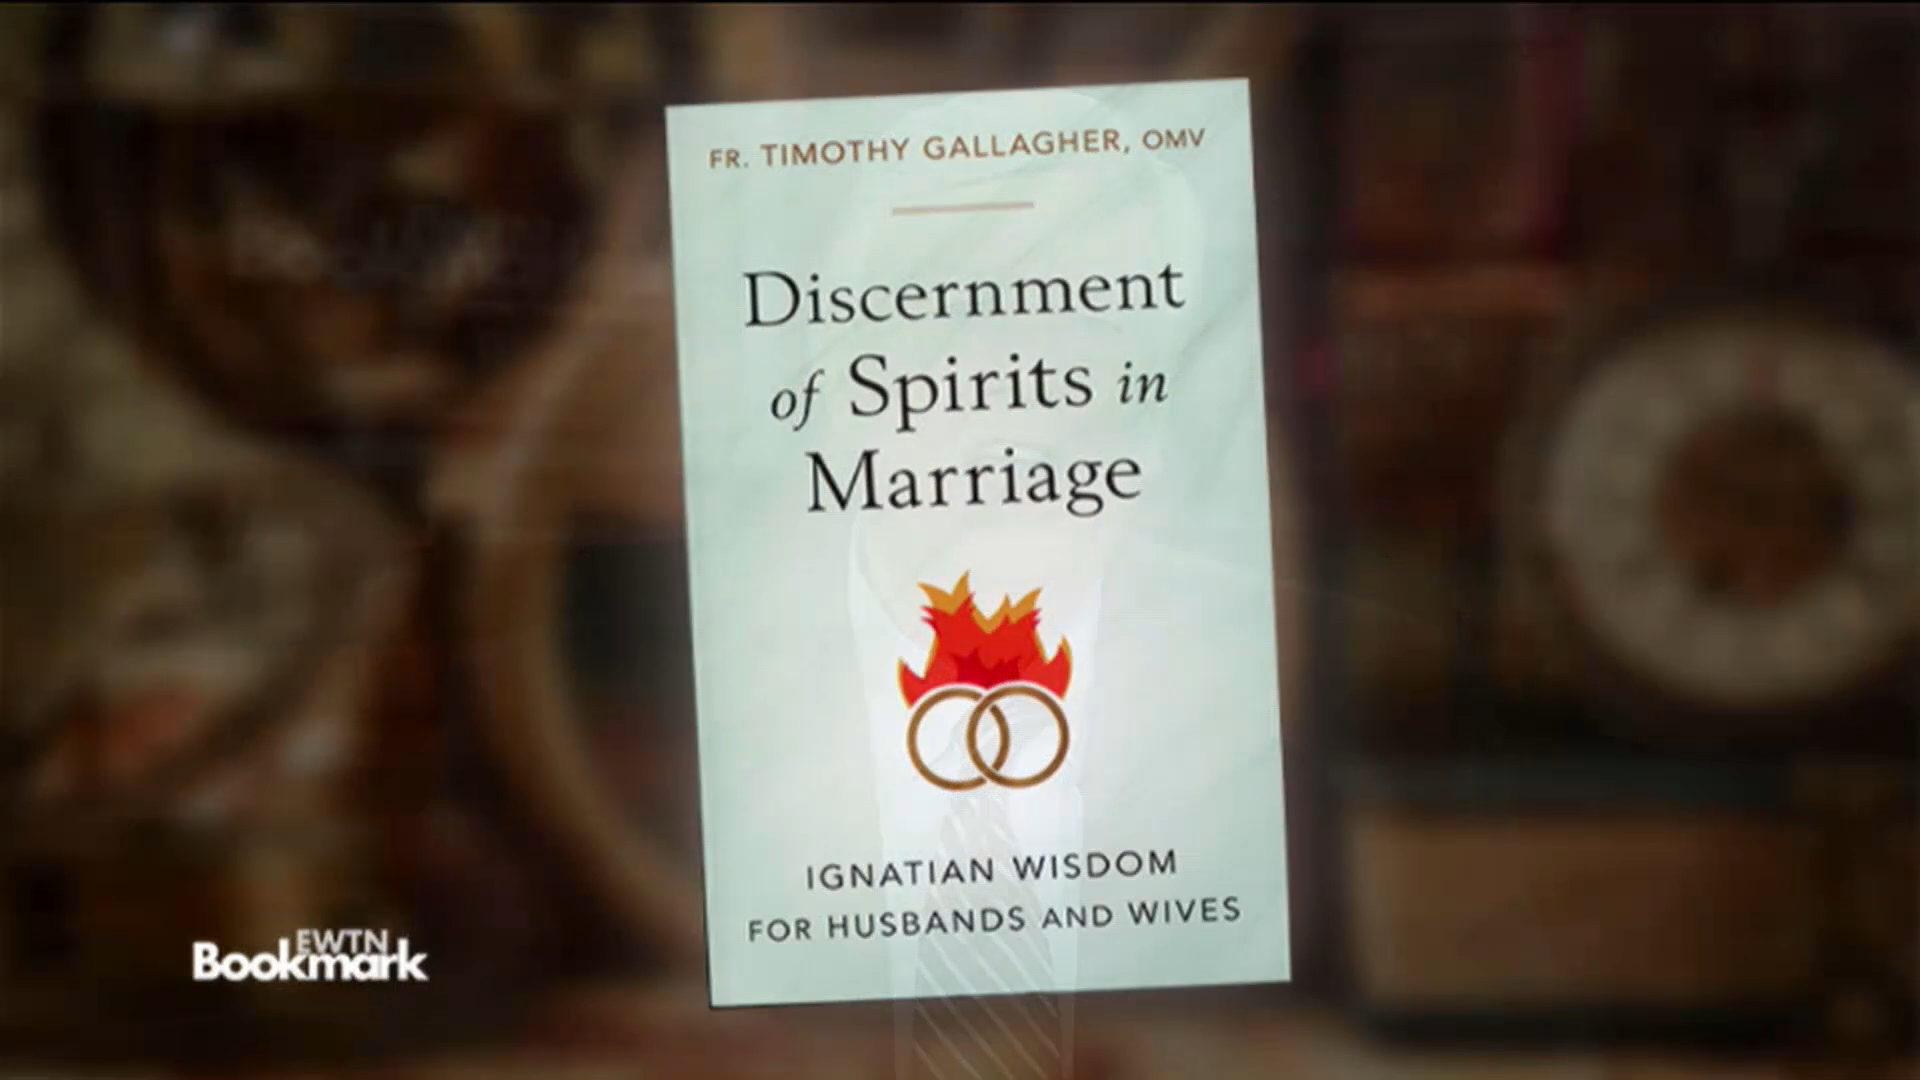 FR. TIMOTHY GALLAGHER, OMV
Discernment
of Spirits in
Marriage
IGNATIAN WISDOM
FOR HUSBANDS AND WIVES
EWTN
Bookmark